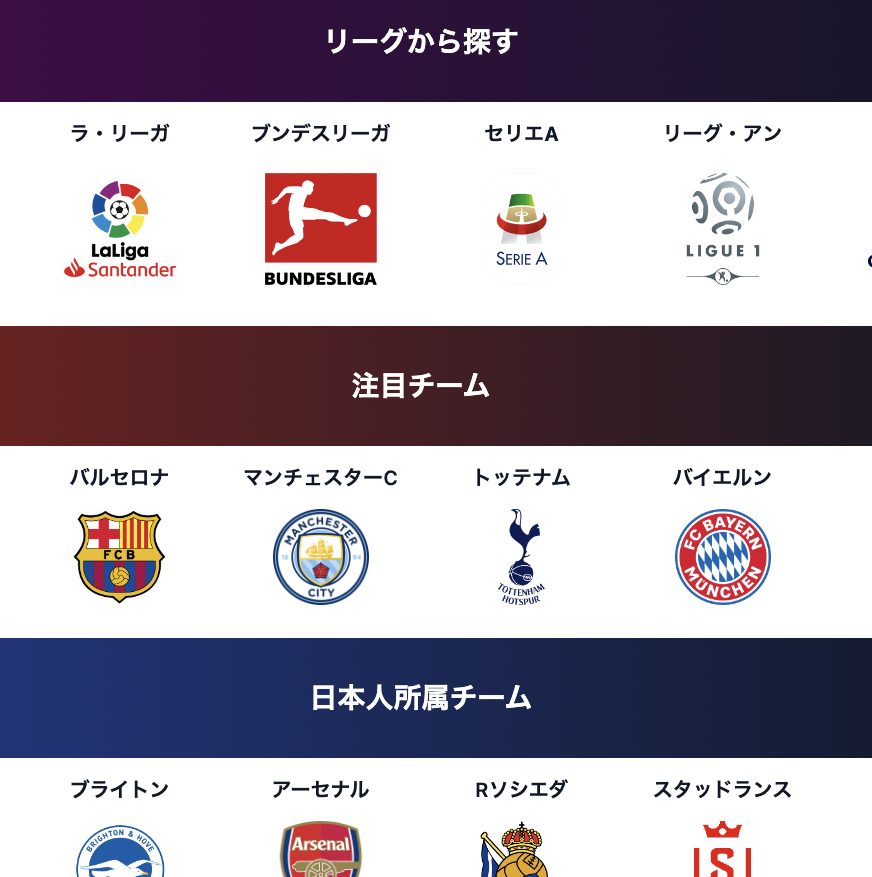 リーグから探す
ラ・リーガ
ブンデスリーガ
セリエA
リーグ・アン
LaLiga
Santander
BUNDESLIGA
SERIE A
LIGUE 1
注目チーム
バルセロナ
マンチェスターC
トッテナム
バイエルン
FCB
MANCHESTER
18 94
CITY
TOTTENHAM
HOTSPUR
FC BAYERN
MÜNCHEN
日本人所属チーム
ブライトン
アーセナル
Rソシエダ
スタッドランス
BRIGHTON & HOVE
Arsenal
S